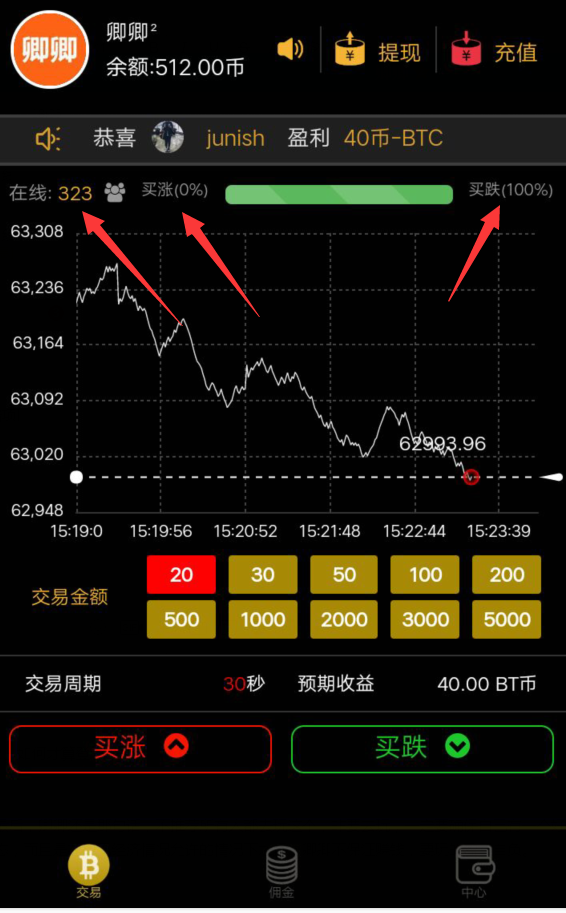 卿卿
卿卿²
余额:512.00币
提现
充值
恭喜 junish 盈利 40币-BTC
在线: 323 买涨(0%) 买跌(100%)
63,308
63,236
63,164
63,092
62993.96
63,020
62,948
15:19:0 15:19:56 15:20:52 15:21:48 15:22:44 15:23:39
交易金额
20 30 50 100 200
500 1000 2000 3000 5000
交易周期 30秒 预期收益 40.00 BT币
买涨 买跌
交易 佣金 中心